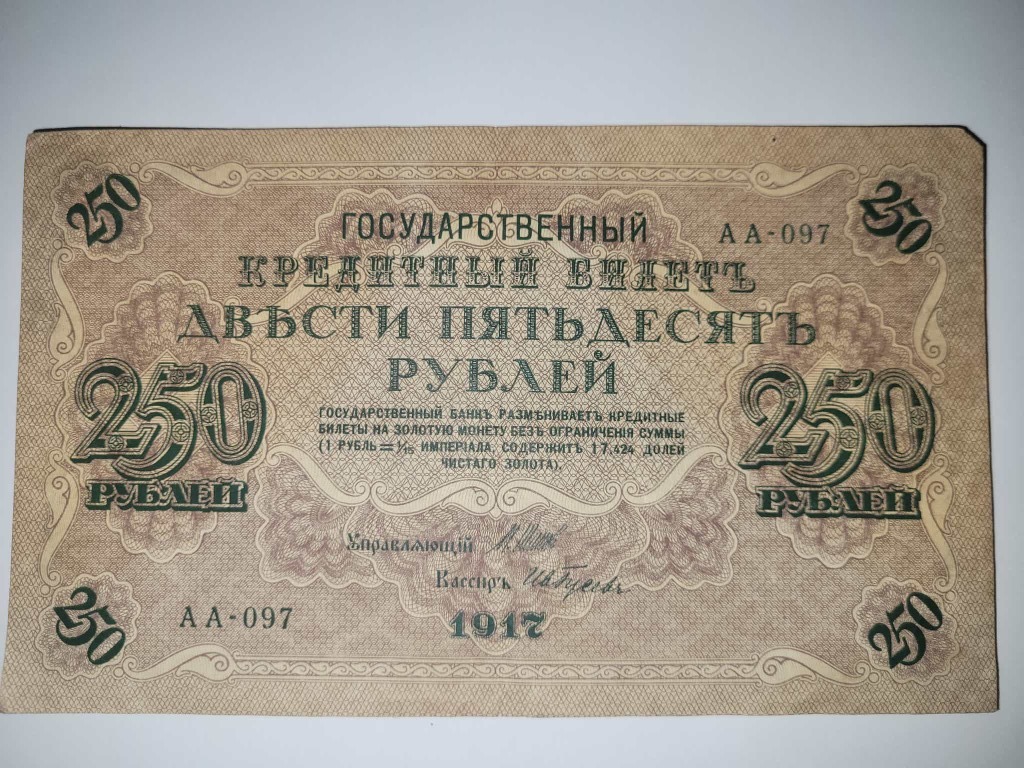 250
250
ГОСУДАРСТВЕННЫЙ
АА-097
КРЕДИТНЫЙ БИЛЕТЪ
ДВѢСТИ ПЯТЬДЕСЯТЪ
РУБЛЕЙ
250
РУБЛЕЙ
250
РУБЛЕЙ
ГОСУДАРСТВЕННЫЙ БАНКЪ РАЗМѢНИВАЕТЪ КРЕДИТНЫЕ
БИЛЕТЫ НА ЗОЛОТУЮ МОНЕТУ БЕЗЪ ОГРАНИЧЕНІЯ СУММЫ
(1 РУБЛЬ = 1/15 ИМПЕРІАЛА, СОДЕРЖИТЪ 17,424 ДОЛЕЙ
ЧИСТАГО ЗОЛОТА).
Управляющій
Кассиръ
АА-097
1917
250
250